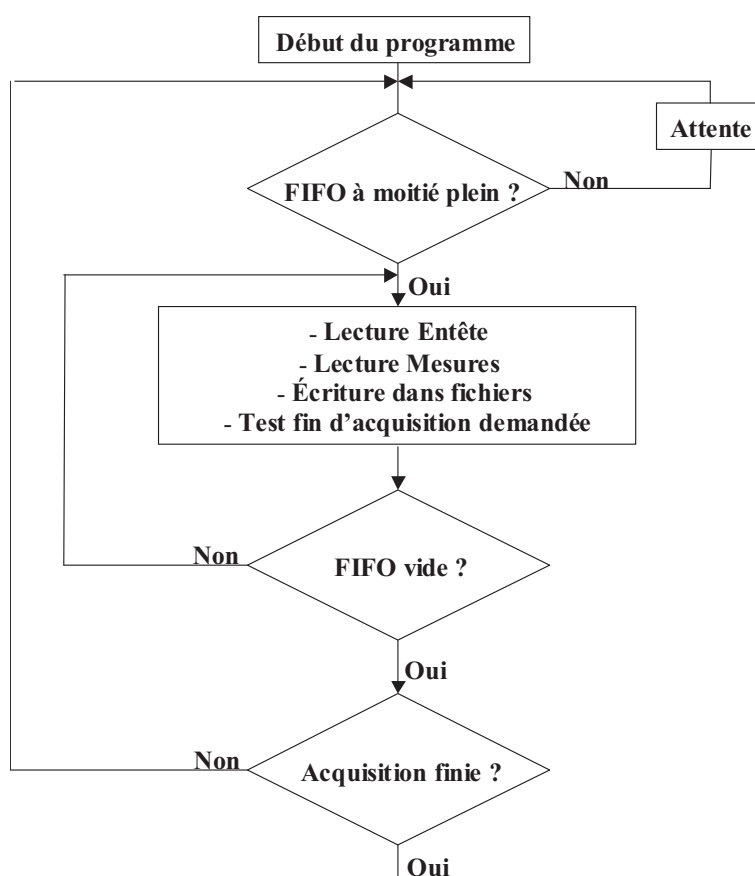 Début du programme
Attente
FIFO à moitié plein ?
Non
Oui
- Lecture Entête
- Lecture Mesures
- Écriture dans fichiers
- Test fin d’acquisition demandée
Non
FIFO vide ?
Oui
Non
Acquisition finie ?
Oui